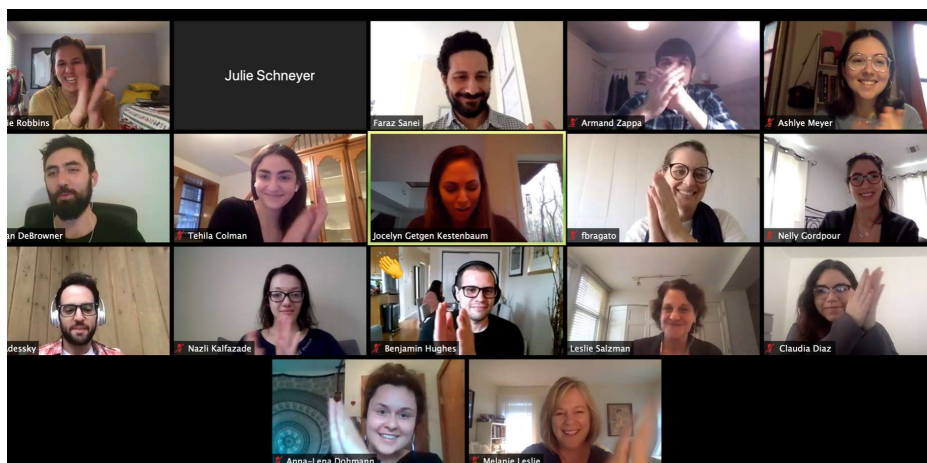 ie Robbins
Julie Schneyer
Faraz Sanei
Armand Zappa
Ashlye Meyer
an DeBrowner
Tehila Colman
Jocelyn Getgen Kestenbaum
fbragato
Nelly Gordpour
dessky
Nazli Kalfazade
Benjamin Hughes
Leslie Salzman
Claudia Diaz
Anna-Lena Dohmann
Melanie Leslie